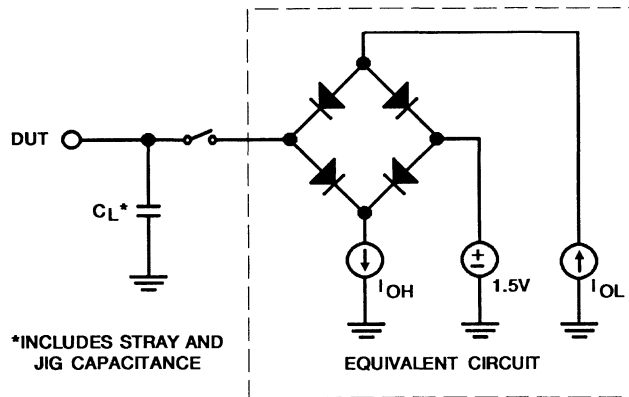 DUT
CL*
IOH
+
−
1.5V
IOL
*INCLUDES STRAY AND
JIG CAPACITANCE
EQUIVALENT CIRCUIT